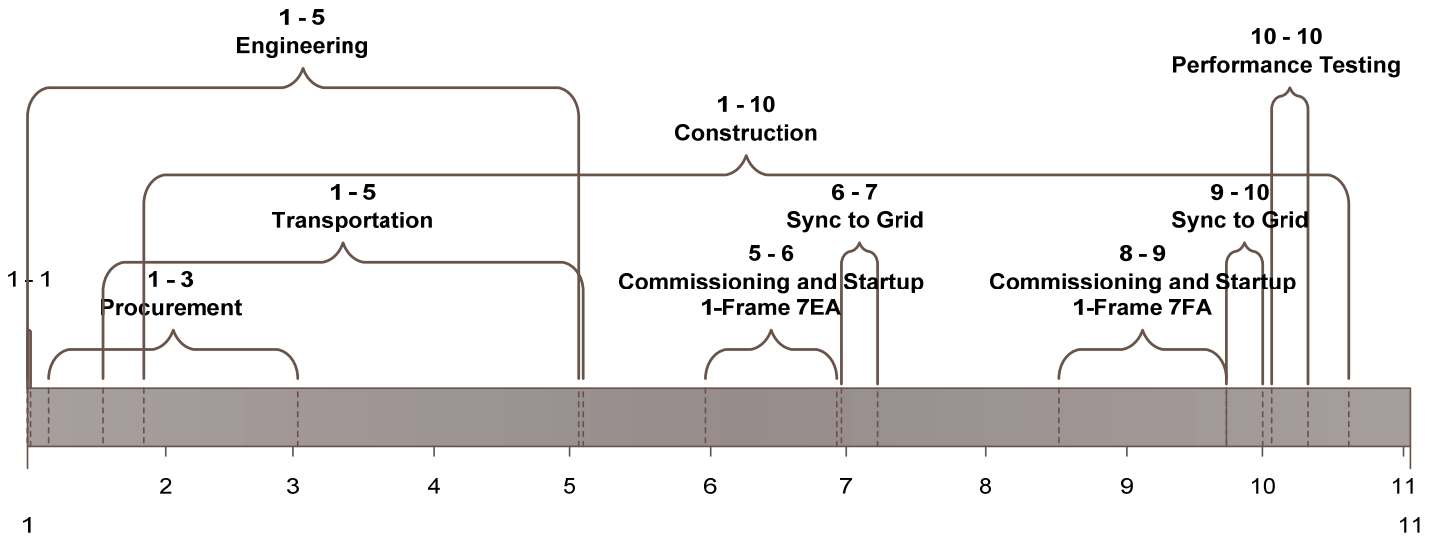 1 - 5
Engineering
10 - 10
Performance Testing
1 - 10
Construction
1 - 5
Transportation
6 - 7
Sync to Grid
9 - 10
Sync to Grid
1 - 1
1 - 3
Procurement
5 - 6
Commissioning and Startup
1-Frame 7EA
8 - 9
Commissioning and Startup
1-Frame 7FA
2 3 4 5 6 7 8 9 10 11
1 11